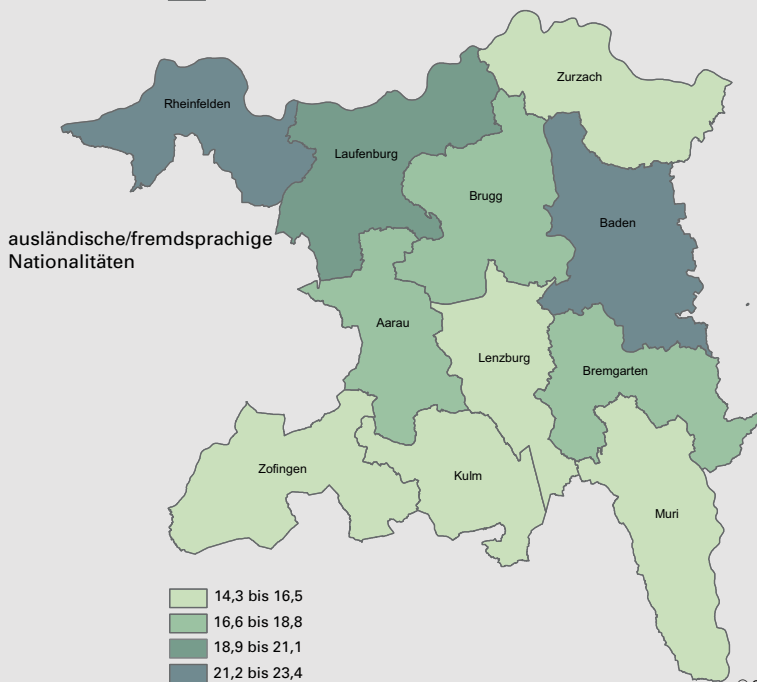 Zurzach
Rheinfelden
Laufenburg
Brugg
Baden
ausländische/fremdsprachige
Nationalitäten
Aarau
Lenzburg
Bremgarten
Zofingen
Kulm
Muri
14,3 bis 16,5
16,6 bis 18,8
18,9 bis 21,1
21,2 bis 23,4